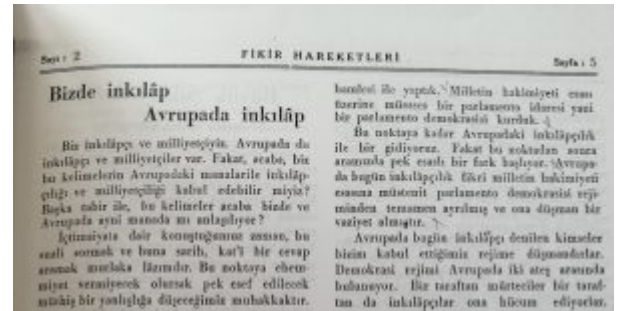 Sayı : 2
FİKİR HAREKETLERİ
Sayfa : 5
Bizde inkılâp
Avrupada inkılâp
Biz inkılâpçı ve milliyetçiyiz. Avrupada da
inkılâpçı ve milliyetçiler var. Fakat, acaba, biz
bu kelimelerin Avrupadaki manalarile inkılâp-
çılığı ve milliyetçiliği kabul edebilir miyiz?
Başka tabir ile, bu kelimeler acaba bizde ve
Avrupada ayni manada mı anlaşılıyor?
İçtimaiyata dair konuştuğumuz zaman, bu
suali sormak ve buna sarih, kat'î bir cevap
aramak mutlaka lâzımdır. Bu noktaya ehem-
miyet vermiyecek olursak pek esef edilecek
müthiş bir yanlışlığa düşeceğimiz muhakkaktır.
hamlesi ile yaptık. Milletin hakimiyeti esası
üzerine müesses bir parlamento idaresi yani
bir parlamento demokrasisi kurduk.
Bu noktaya kadar Avrupadaki inkılâpçılık
ile bir gidiyoruz. Fakat bu noktadan sonra
aramızda pek esaslı bir fark başlıyor. Avrupa-
da bugün inkılâpçılık fikri milletin hakimiyeti
esasına müstenit parlamento demokrasisi reji-
minden tamamen ayrılmış ve ona düşman bir
vaziyet almıştır.
Avrupada bugün inkılâpçı denilen kimseler
bizim kabul ettiğimiz rejime düşmandırlar.
Demokrasi rejimi Avrupada iki ateş arasında
bulunuyor. Bir taraftan mürteciler bir taraf-
tan da inkılâpçılar ona hücum ediyorlar.